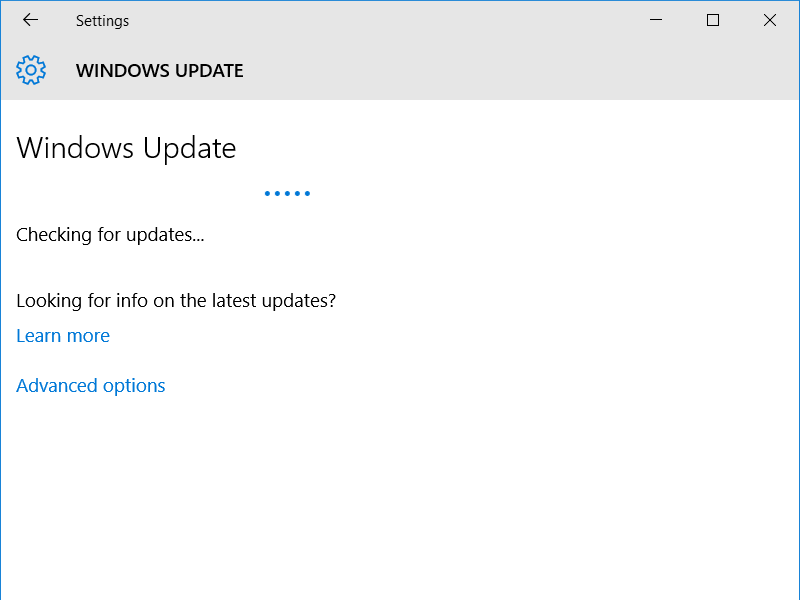 Settings
WINDOWS UPDATE
Windows Update
Checking for updates...
Looking for info on the latest updates?
Learn more
Advanced options